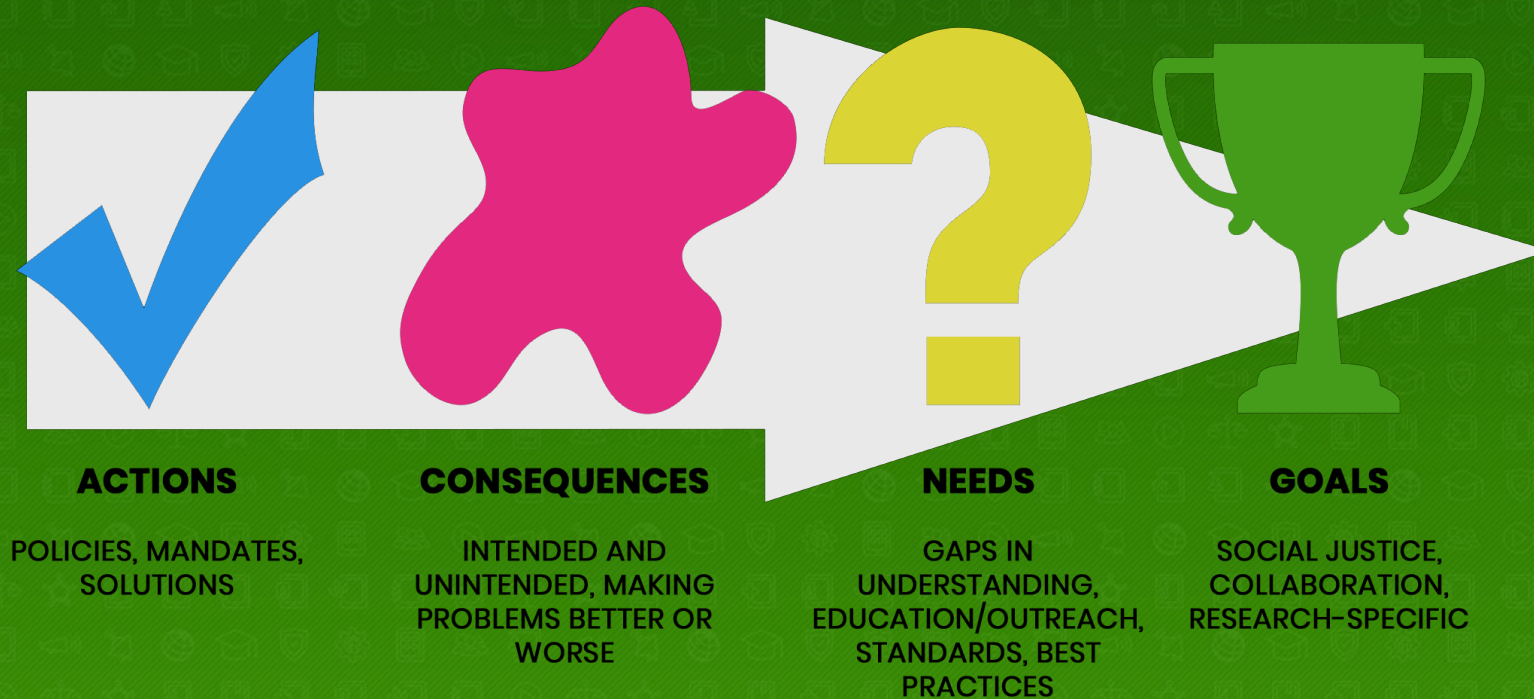 ACTIONS
POLICIES, MANDATES,
SOLUTIONS
CONSEQUENCES
INTENDED AND
UNINTENDED, MAKING
PROBLEMS BETTER OR
WORSE
NEEDS
GAPS IN
UNDERSTANDING,
EDUCATION/OUTREACH,
STANDARDS, BEST
PRACTICES
GOALS
SOCIAL JUSTICE,
COLLABORATION,
RESEARCH-SPECIFIC